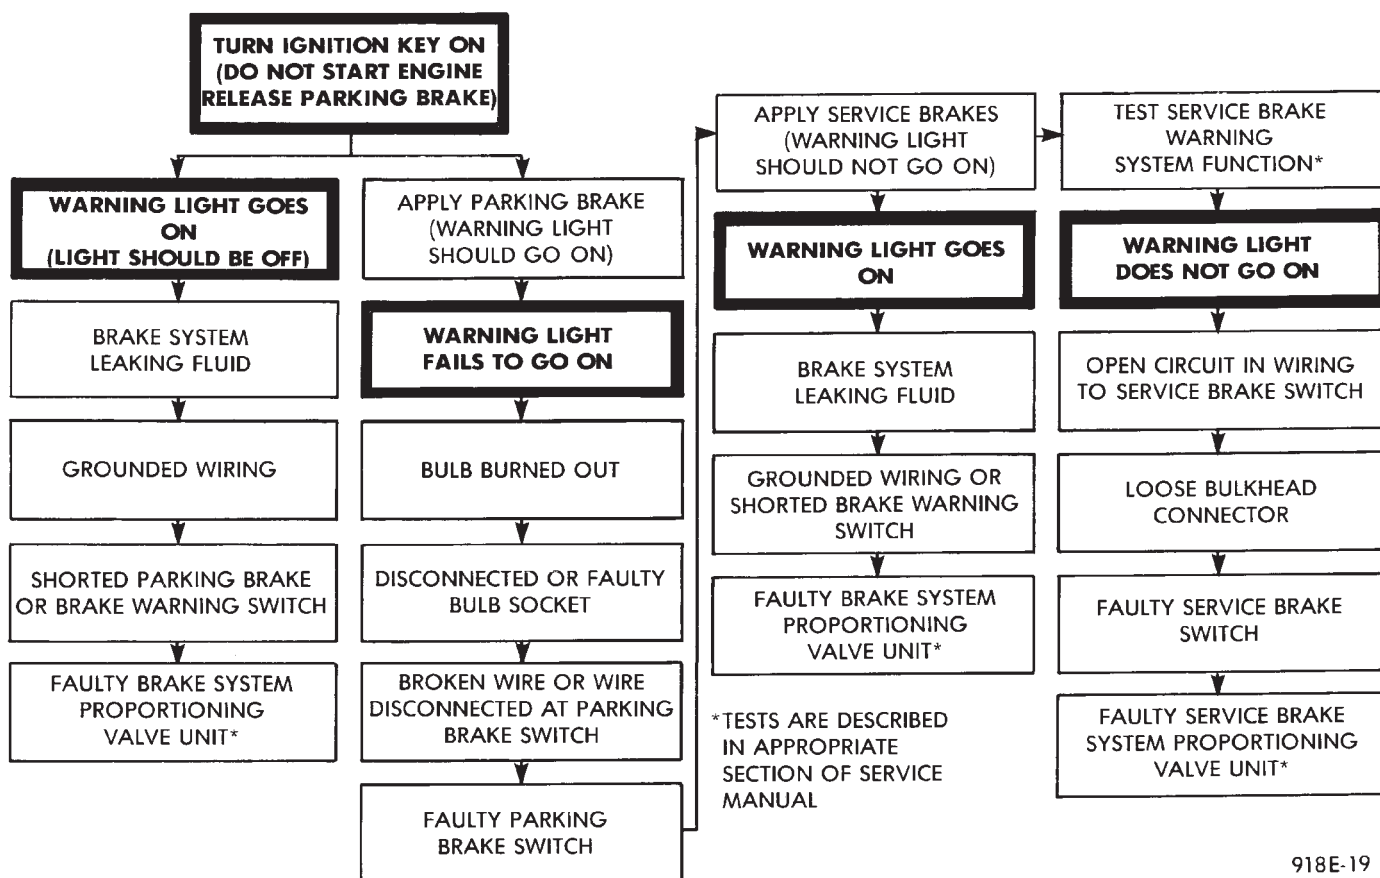 TURN IGNITION KEY ON
(DO NOT START ENGINE
RELEASE PARKING BRAKE)
WARNING LIGHT GOES
ON
(LIGHT SHOULD BE OFF)
BRAKE SYSTEM
LEAKING FLUID
GROUNDED WIRING
SHORTED PARKING BRAKE
OR BRAKE WARNING SWITCH
FAULTY BRAKE SYSTEM
PROPORTIONING
VALVE UNIT*
APPLY PARKING BRAKE
(WARNING LIGHT
SHOULD GO ON)
WARNING LIGHT
FAILS TO GO ON
BULB BURNED OUT
DISCONNECTED OR FAULTY
BULB SOCKET
BROKEN WIRE OR WIRE
DISCONNECTED AT PARKING
BRAKE SWITCH
FAULTY PARKING
BRAKE SWITCH
APPLY SERVICE BRAKES
(WARNING LIGHT
SHOULD NOT GO ON)
WARNING LIGHT GOES
ON
BRAKE SYSTEM
LEAKING FLUID
GROUNDED WIRING OR
SHORTED BRAKE WARNING
SWITCH
FAULTY BRAKE SYSTEM
PROPORTIONING
VALVE UNIT*
*TESTS ARE DESCRIBED
IN APPROPRIATE
SECTION OF SERVICE
MANUAL
TEST SERVICE BRAKE
WARNING
SYSTEM FUNCTION*
WARNING LIGHT
DOES NOT GO ON
OPEN CIRCUIT IN WIRING
TO SERVICE BRAKE SWITCH
LOOSE BULKHEAD
CONNECTOR
FAULTY SERVICE BRAKE
SWITCH
FAULTY SERVICE BRAKE
SYSTEM PROPORTIONING
VALVE UNIT*
918E-19